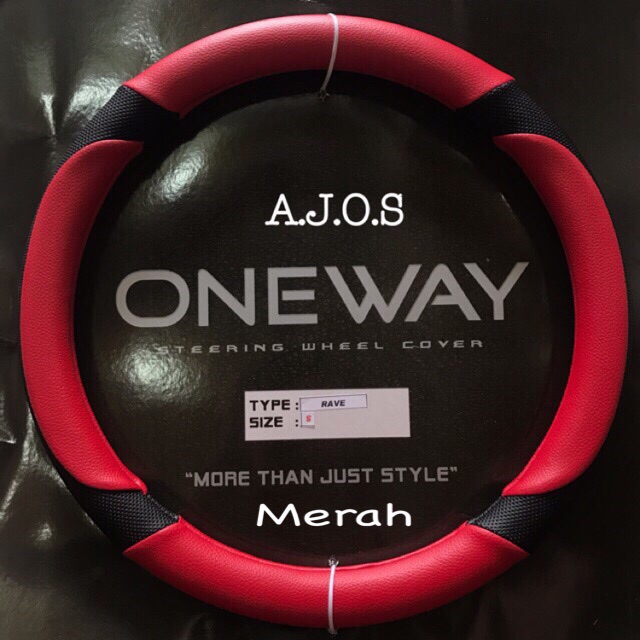 A.J.O.S
ONEWAY
STEERING WHEEL COVER
TYPE : RAVE
SIZE : S
"MORE THAN JUST STYLE"
Merah